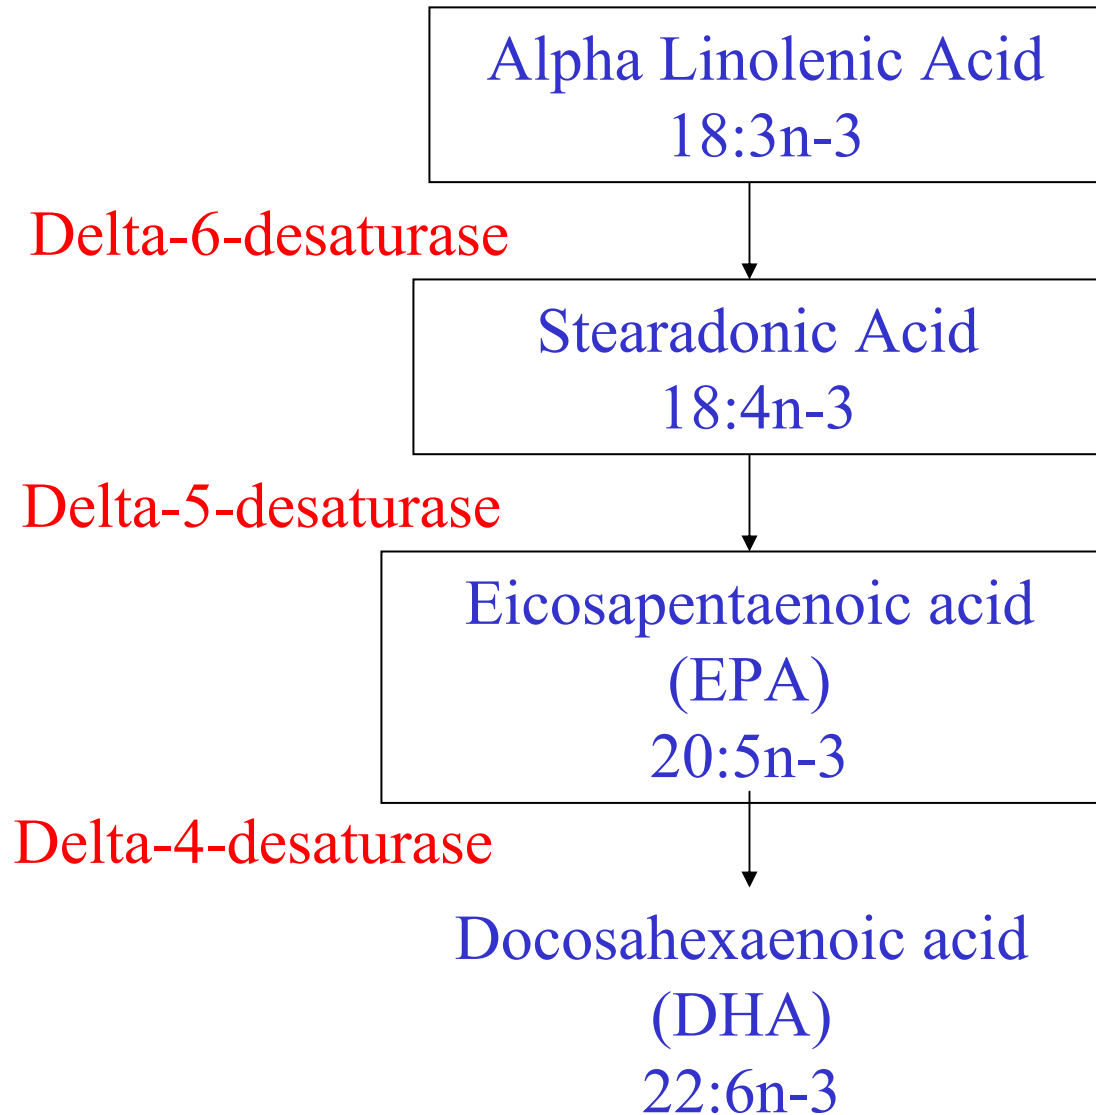 Alpha Linolenic Acid
18:3n-3
Delta-6-desaturase
Stearadonic Acid
18:4n-3
Delta-5-desaturase
Eicosapentaenoic acid
(EPA)
20:5n-3
Delta-4-desaturase
Docosahexaenoic acid
(DHA)
22:6n-3